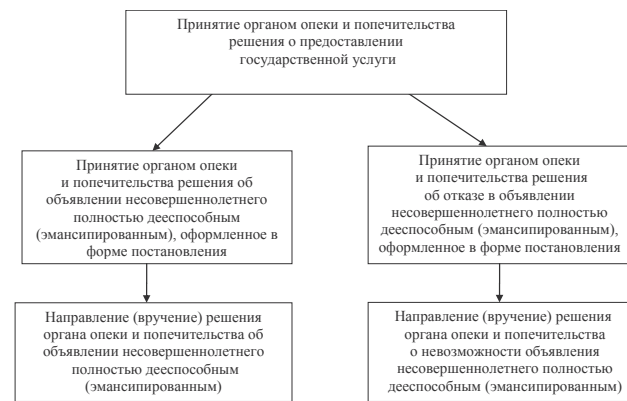 Принятие органом опеки и попечительства
решения о предоставлении
государственной услуги
Принятие органом опеки
и попечительства решения об
объявлении несовершеннолетнего
полностью дееспособным
(эмансипированным), оформленное в
форме постановления
Принятие органом опеки
и попечительства решения
об отказе в объявлении
несовершеннолетнего полностью
дееспособным (эмансипированным),
оформленное в форме постановления
Направление (вручение) решения
органа опеки и попечительства об
объявлении несовершеннолетнего
полностью дееспособным
(эмансипированным)
Направление (вручение) решения
органа опеки и попечительства
о невозможности объявления
несовершеннолетнего полностью
дееспособным (эмансипированным)